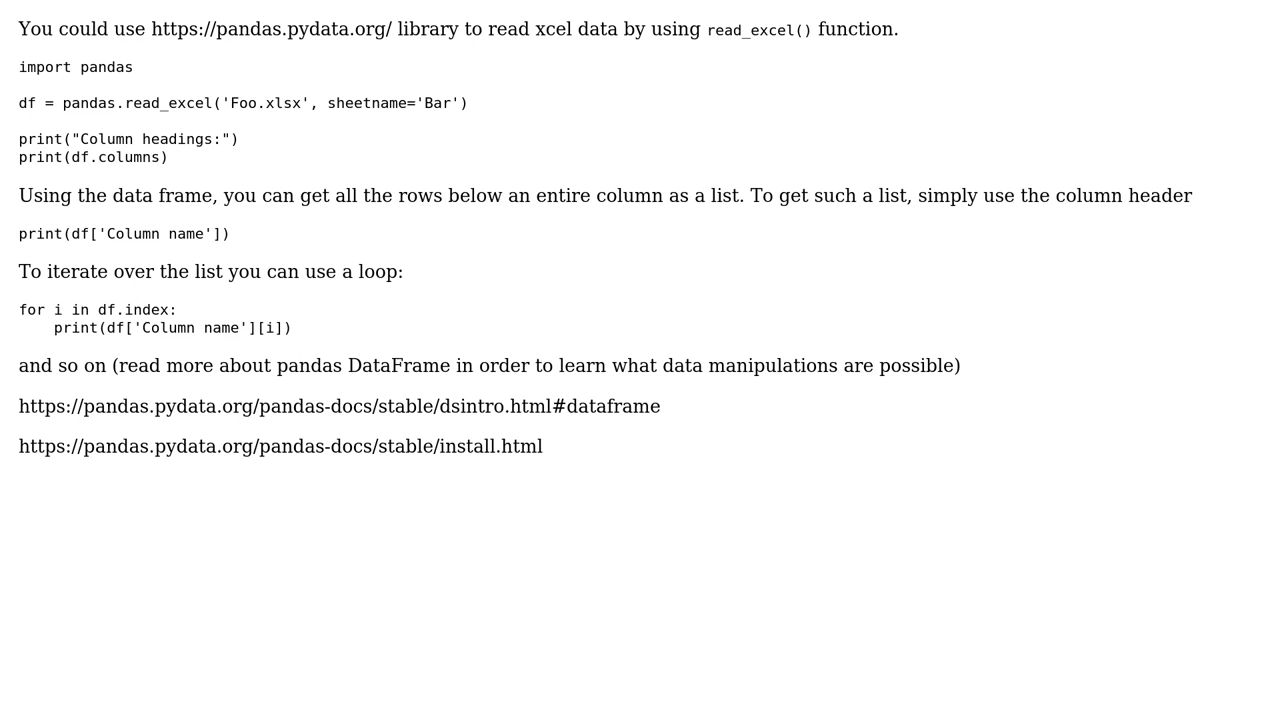 You could use https://pandas.pydata.org/ library to read xcel data by using read_excel() function.
import pandas
df = pandas.read_excel('Foo.xlsx', sheetname='Bar')
print("Column headings:")
print(df.columns)
Using the data frame, you can get all the rows below an entire column as a list. To get such a list, simply use the column header
print(df['Column name'])
To iterate over the list you can use a loop:
for i in df.index:
    print(df['Column name'][i])
and so on (read more about pandas DataFrame in order to learn what data manipulations are possible)
https://pandas.pydata.org/pandas-docs/stable/dsintro.html#dataframe
https://pandas.pydata.org/pandas-docs/stable/install.html